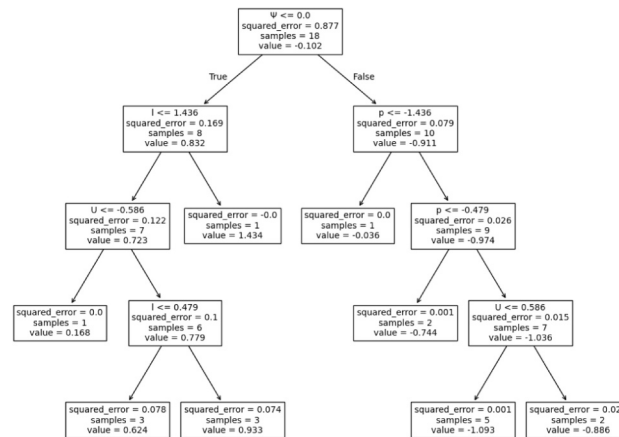 Ψ <= 0.0
squared_error = 0.877
samples = 18
value = -0.102
True
False
l <= 1.436
squared_error = 0.169
samples = 8
value = 0.832
p <= -1.436
squared_error = 0.079
samples = 10
value = -0.911
U <= -0.586
squared_error = 0.122
samples = 7
value = 0.723
squared_error = -0.0
samples = 1
value = 1.434
squared_error = 0.0
samples = 1
value = -0.036
p <= -0.479
squared_error = 0.026
samples = 9
value = -0.974
squared_error = 0.0
samples = 1
value = 0.168
l <= 0.479
squared_error = 0.1
samples = 6
value = 0.779
squared_error = 0.001
samples = 2
value = -0.744
U <= 0.586
squared_error = 0.015
samples = 7
value = -1.036
squared_error = 0.078
samples = 3
value = 0.624
squared_error = 0.074
samples = 3
value = 0.933
squared_error = 0.001
samples = 5
value = -1.093
squared_error = 0.02
samples = 2
value = -0.886